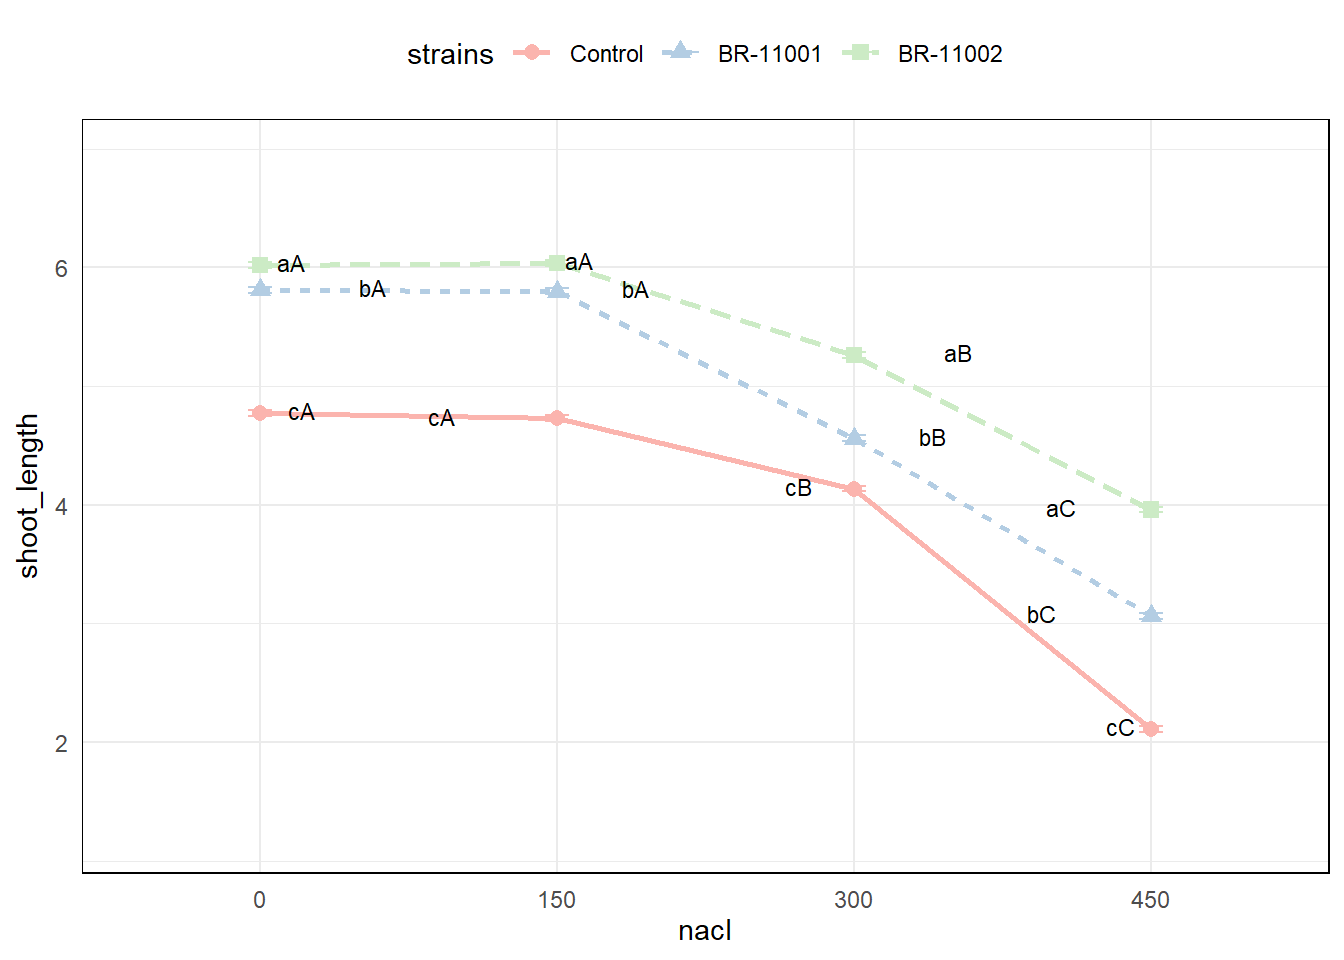 strains Control BR-11001 BR-11002
shoot_length
6
4
2
aA
aA
bA
bA
aB
cA
cA
bB
cB
aC
bC
cC
0 150 300 450
nacl